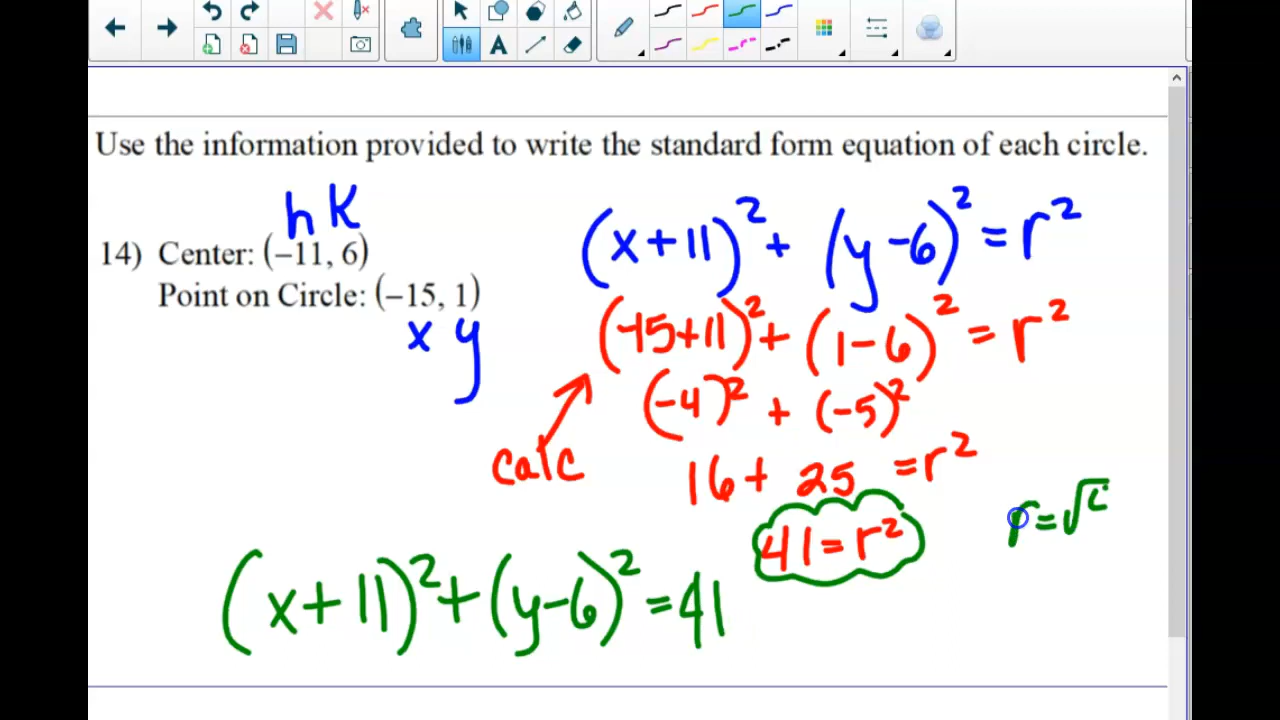 Use the information provided to write the standard form equation of each circle.
h k
14) Center: (−11, 6)
Point on Circle: (−15, 1)
x y
(x+11)² + (y−6)² = r²
(-15+11)² + (1−6)² = r²
(-4)² + (-5)²
calc
16 + 25 = r²
41 = r²
r = √
(x+11)² + (y−6)² = 41